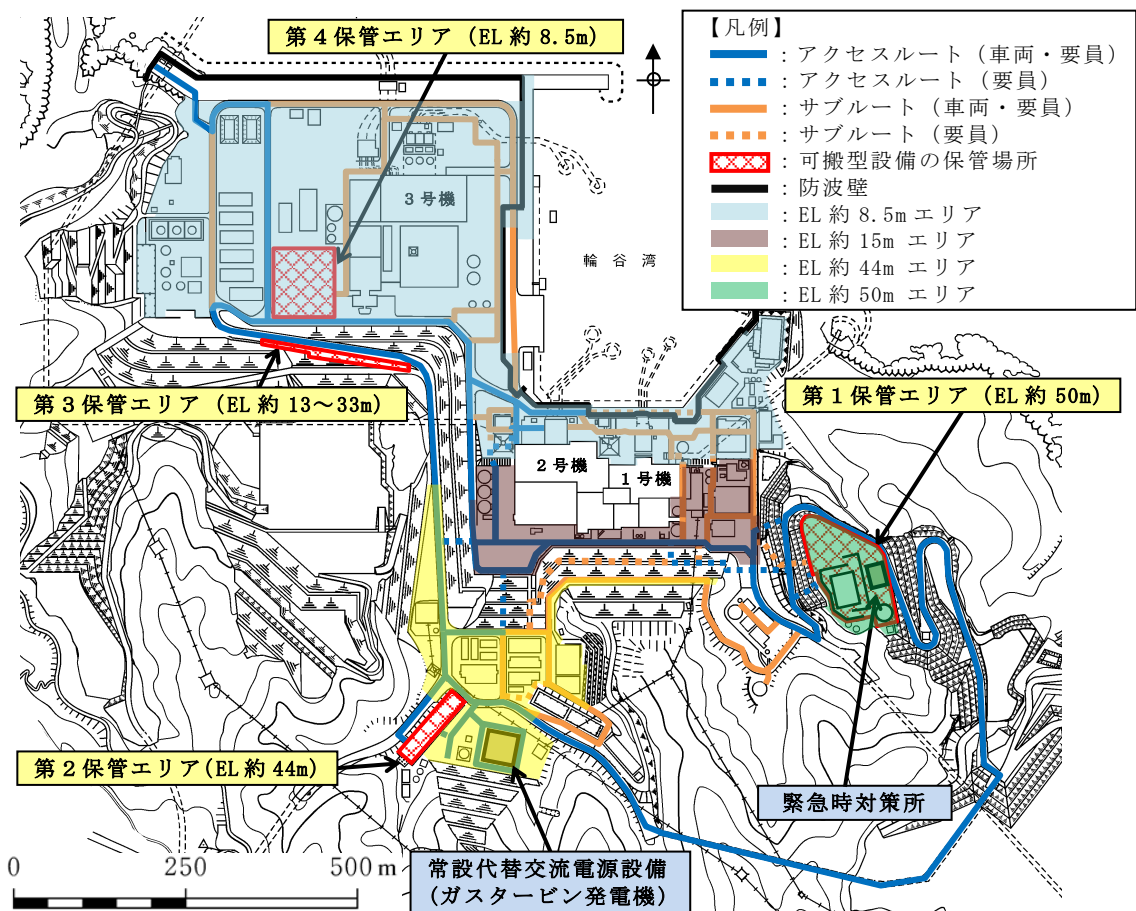 第４保管エリア（EL 約 8.5m）
【凡例】
：アクセスルート（車両・要員）
：アクセスルート（要員）
：サブルート（車両・要員）
：サブルート（要員）
：可搬型設備の保管場所
：防波壁
：EL 約 8.5m エリア
：EL 約 15m エリア
：EL 約 44m エリア
：EL 約 50m エリア
３号機
輪谷湾
第３保管エリア（EL 約 13～33m）
第１保管エリア（EL 約 50m）
２号機
１号機
第２保管エリア(EL 約 44m)
緊急時対策所
常設代替交流電源設備
(ガスタービン発電機)
0 250 500 m